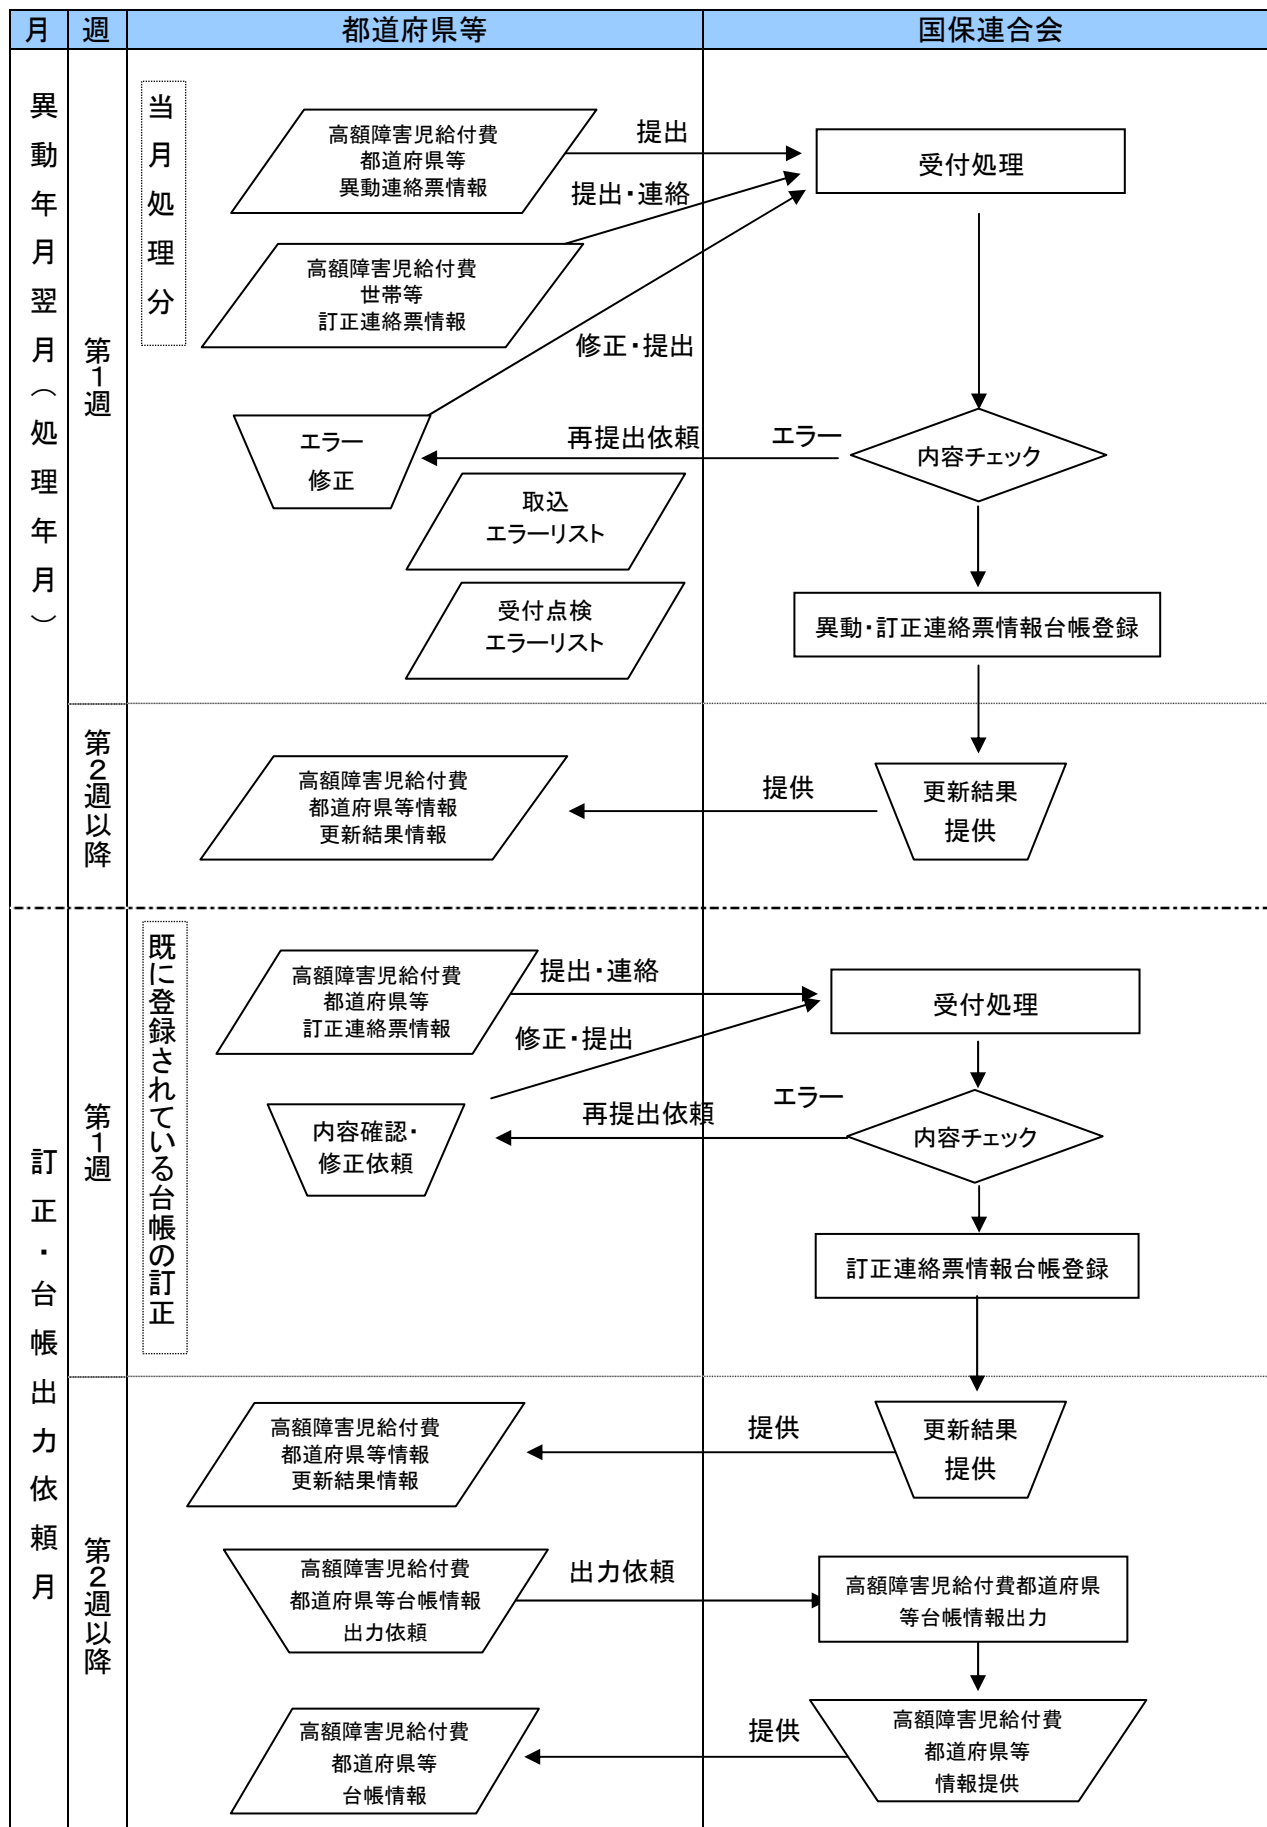 月
週
都道府県等
国保連合会
異動年月翌月（処理年月）
第1週
当月処理分
高額障害児給付費
都道府県等
異動連絡票情報
提出
受付処理
提出・連絡
高額障害児給付費
世帯等
訂正連絡票情報
修正・提出
エラー
修正
再提出依頼
エラー
内容チェック
取込
エラーリスト
受付点検
エラーリスト
異動・訂正連絡票情報台帳登録
第2週以降
高額障害児給付費
都道府県等情報
更新結果情報
提供
更新結果
提供
訂正・台帳出力依頼月
第1週
既に登録されている台帳の訂正
高額障害児給付費
都道府県等
訂正連絡票情報
提出・連絡
受付処理
修正・提出
内容確認・
修正依頼
再提出依頼
エラー
内容チェック
訂正連絡票情報台帳登録
第2週以降
高額障害児給付費
都道府県等情報
更新結果情報
提供
更新結果
提供
高額障害児給付費
都道府県等台帳情報
出力依頼
出力依頼
高額障害児給付費都道府県
等台帳情報出力
高額障害児給付費
都道府県等
台帳情報
提供
高額障害児給付費
都道府県等
情報提供